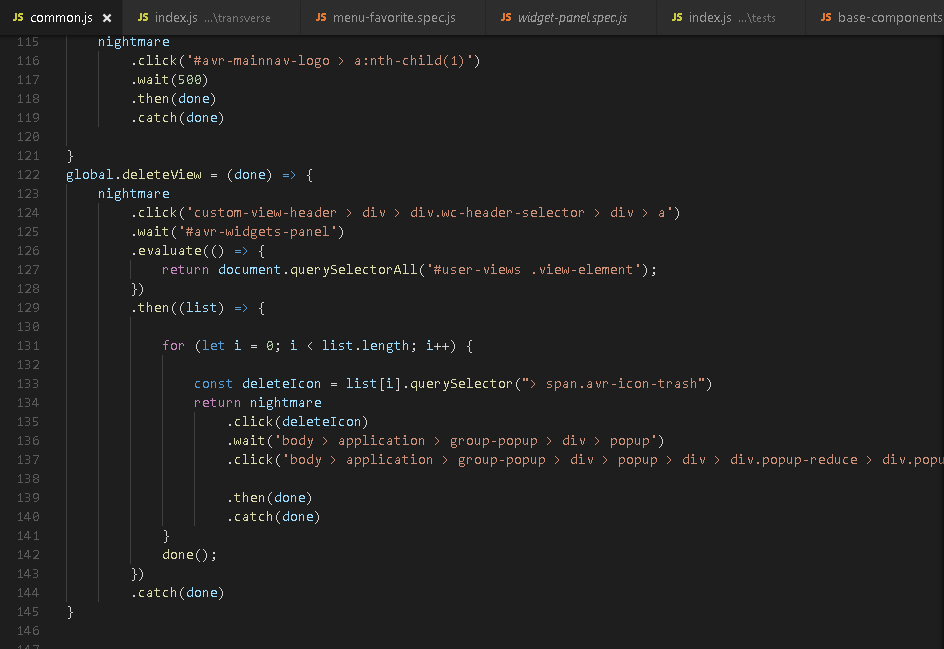 JS common.js × JS index.js ...\transverse JS menu-favorite.spec.js JS widget-panel.spec.js JS index.js ...\tests JS base-components
115 nightmare
116 .click('#avr-mainnav-logo > a:nth-child(1)')
117 .wait(500)
118 .then(done)
119 .catch(done)
120
121 }
122 global.deleteView = (done) => {
123 nightmare
124 .click('custom-view-header > div > div.wc-header-selector > div > a')
125 .wait('#avr-widgets-panel')
126 .evaluate(() => {
127 return document.querySelectorAll('#user-views .view-element');
128 })
129 .then((list) => {
130
131 for (let i = 0; i < list.length; i++) {
132
133 const deleteIcon = list[i].querySelector("> span.avr-icon-trash")
134 return nightmare
135 .click(deleteIcon)
136 .wait('body > application > group-popup > div > popup')
137 .click('body > application > group-popup > div > popup > div > div.popup-reduce > div.popu
138
139 .then(done)
140 .catch(done)
141 }
142 done();
143 })
144 .catch(done)
145 }
146